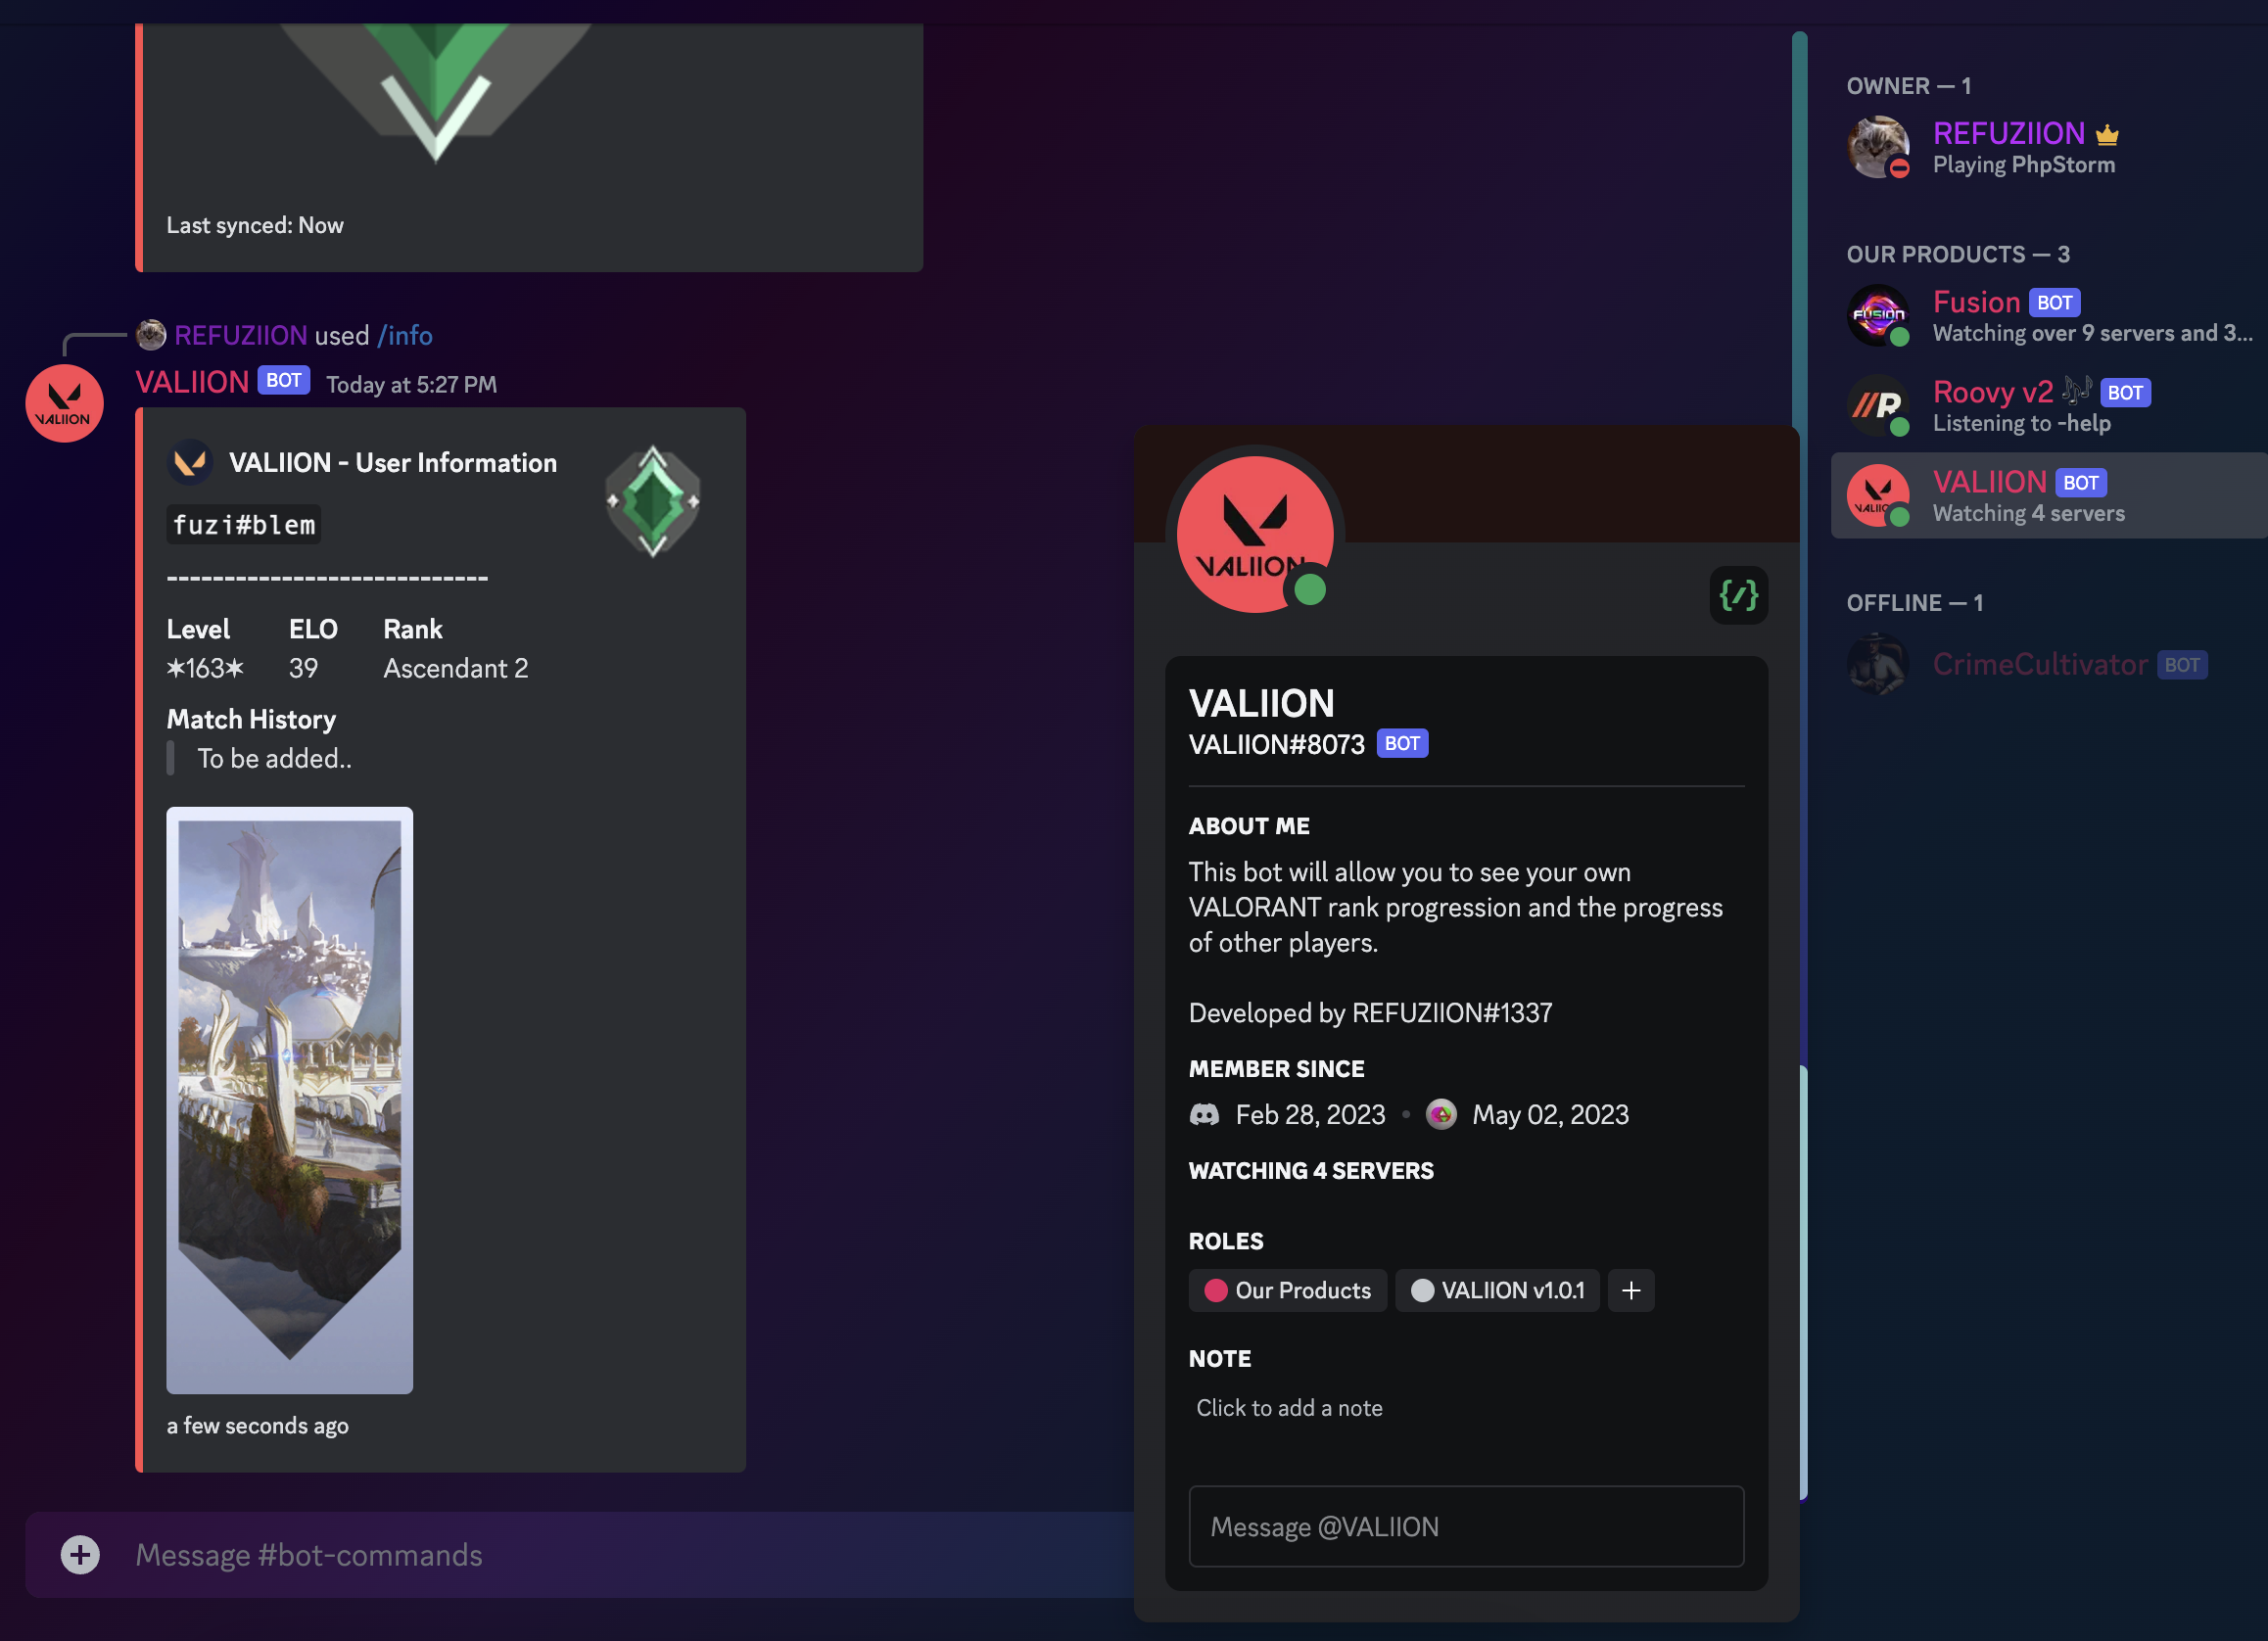 Last synced: Now
REFUZIION used /info
VALIION BOT Today at 5:27 PM
VALIION
VALIION - User Information
fuzi#blem
----------------------------
Level ELO Rank
✶163✶ 39 Ascendant 2
Match History
To be added..
a few seconds ago
Message #bot-commands
VALIION
VALIION
VALIION#8073 BOT
ABOUT ME
This bot will allow you to see your own
VALORANT rank progression and the progress
of other players.
Developed by REFUZIION#1337
MEMBER SINCE
Feb 28, 2023 • May 02, 2023
WATCHING 4 SERVERS
ROLES
Our Products VALIION v1.0.1 +
NOTE
Click to add a note
Message @VALIION
OWNER — 1
REFUZIION
Playing PhpStorm
OUR PRODUCTS — 3
FUSION
Fusion BOT
Watching over 9 servers and 3...
//R
Roovy v2 🎶 BOT
Listening to -help
VALIION BOT
Watching 4 servers
OFFLINE — 1
CrimeCultivator BOT